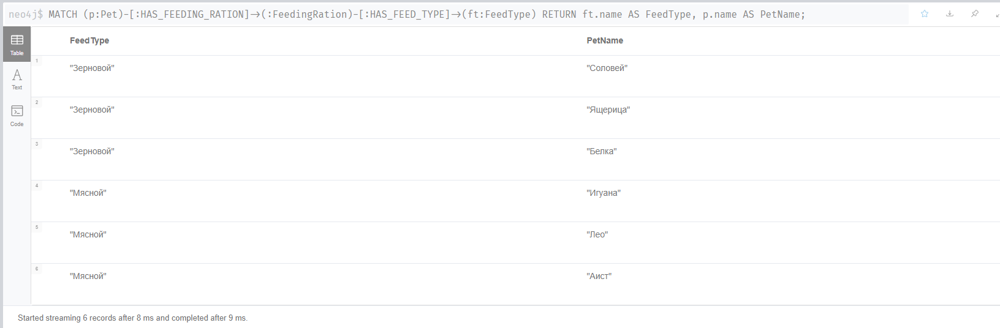 neo4j$ MATCH (p:Pet)-[:HAS_FEEDING_RATION]→(:FeedingRation)-[:HAS_FEED_TYPE]→(ft:FeedType) RETURN ft.name AS FeedType, p.name AS PetName;
Table
Text
Code
FeedType PetName
1 "Зерновой" "Соловей"
2 "Зерновой" "Ящерица"
3 "Зерновой" "Белка"
4 "Мясной" "Игуана"
5 "Мясной" "Лео"
6 "Мясной" "Аист"
Started streaming 6 records after 8 ms and completed after 9 ms.